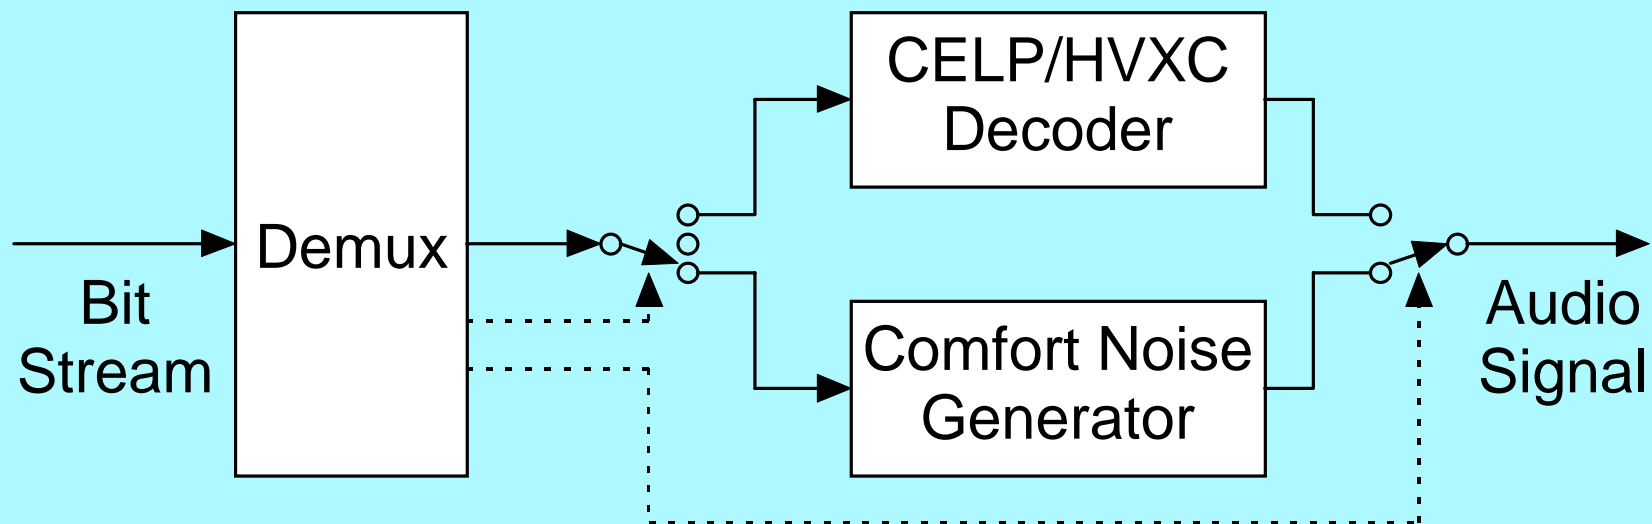 CELP/HVXC
Decoder
Demux
Bit
Stream
Comfort Noise
Generator
Audio
Signal